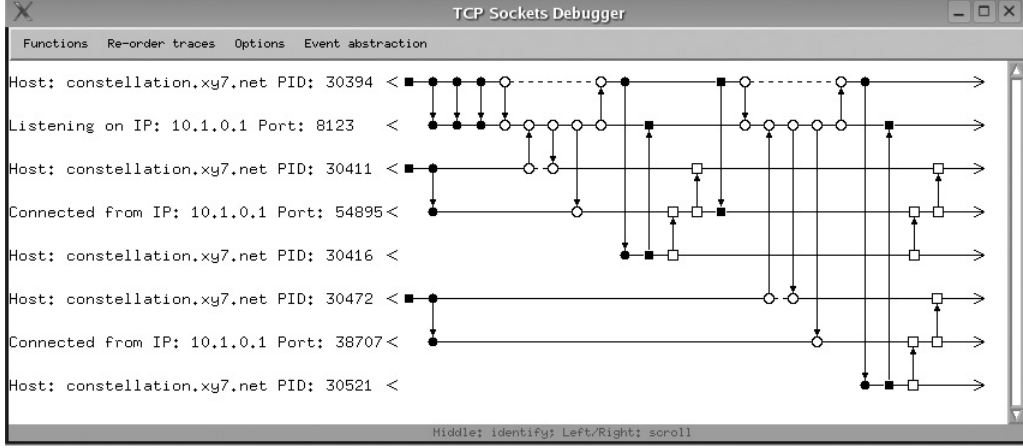 TCP Sockets Debugger
Functions Re-order traces Options Event abstraction
Host: constellation.xy7.net PID: 30394 <
Listening on IP: 10.1.0.1 Port: 8123 <
Host: constellation.xy7.net PID: 30411 <
Connected from IP: 10.1.0.1 Port: 54895<
Host: constellation.xy7.net PID: 30416 <
Host: constellation.xy7.net PID: 30472 <
Connected from IP: 10.1.0.1 Port: 38707<
Host: constellation.xy7.net PID: 30521 <
Middle: identify; Left/Right: scroll